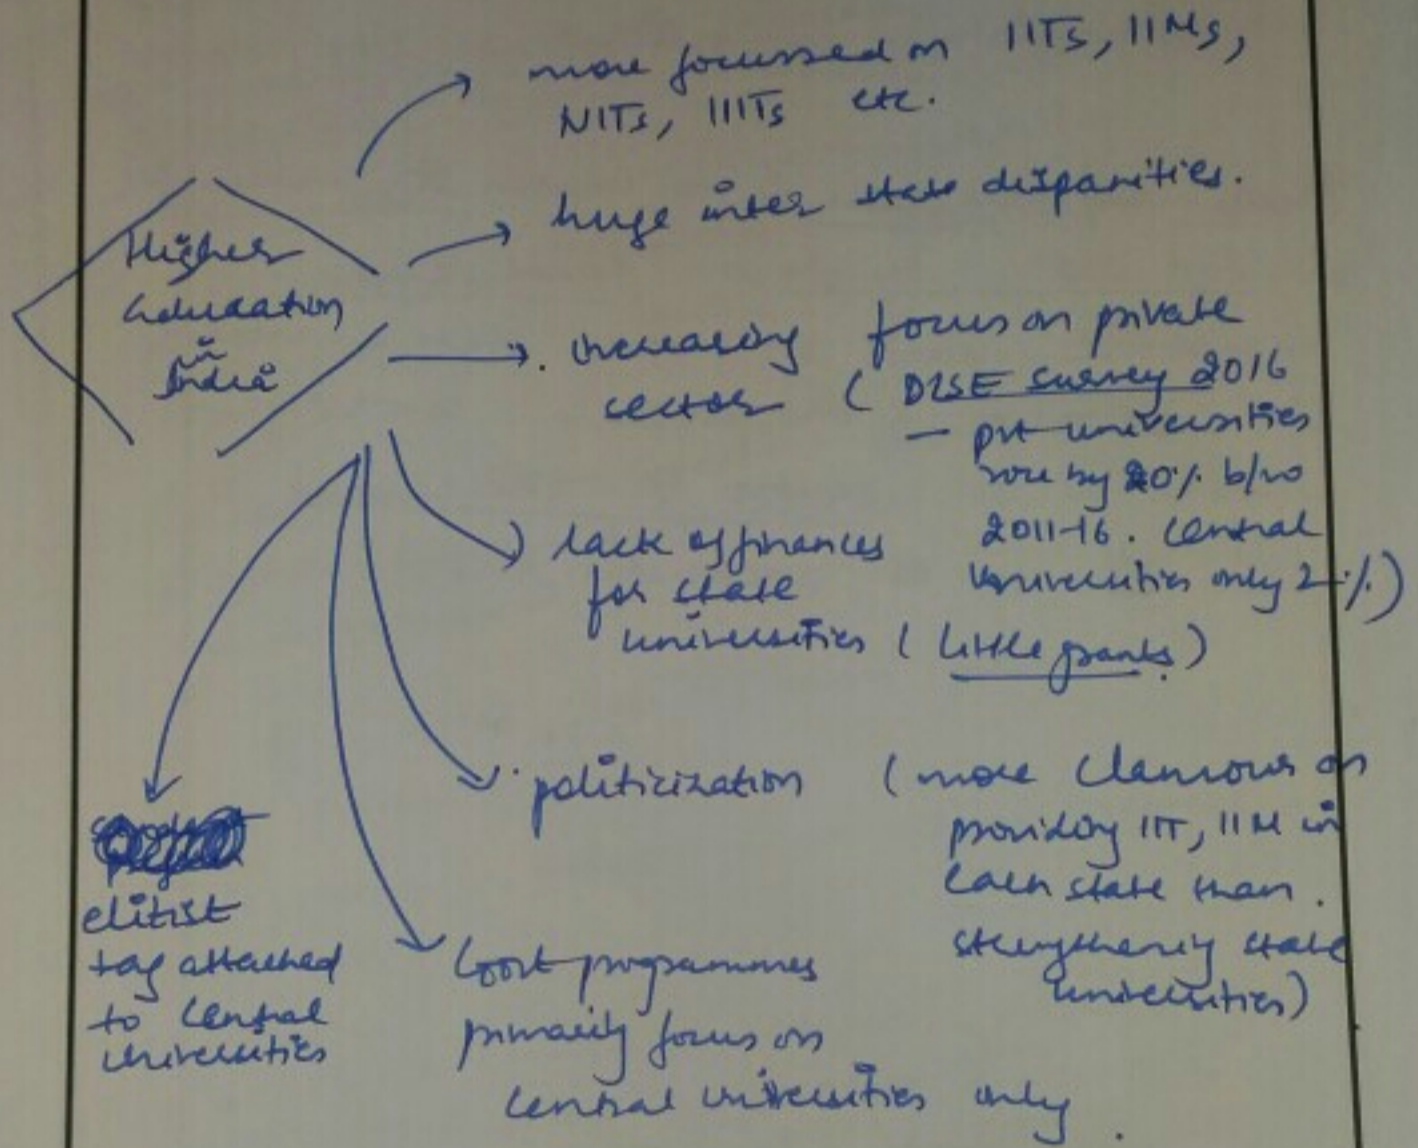 more focussed on IITs, IIMs,
NITs, IIITs etc.
Higher
Education
in
India
huge inter state disparities.
increasing focus on private
sector ( DISE survey 2016
— pvt universities
rose by 20% b/w
2011-16. Central
Universities only 2%)
lack of finances
for state
universities ( little grants.)
politicization ( more clamour on
providing IIT, IIM in
each state than
strengthening state
universities)
Govt programmes
primarily focus on
central universities only.
elitist
tag attached
to Central
universities